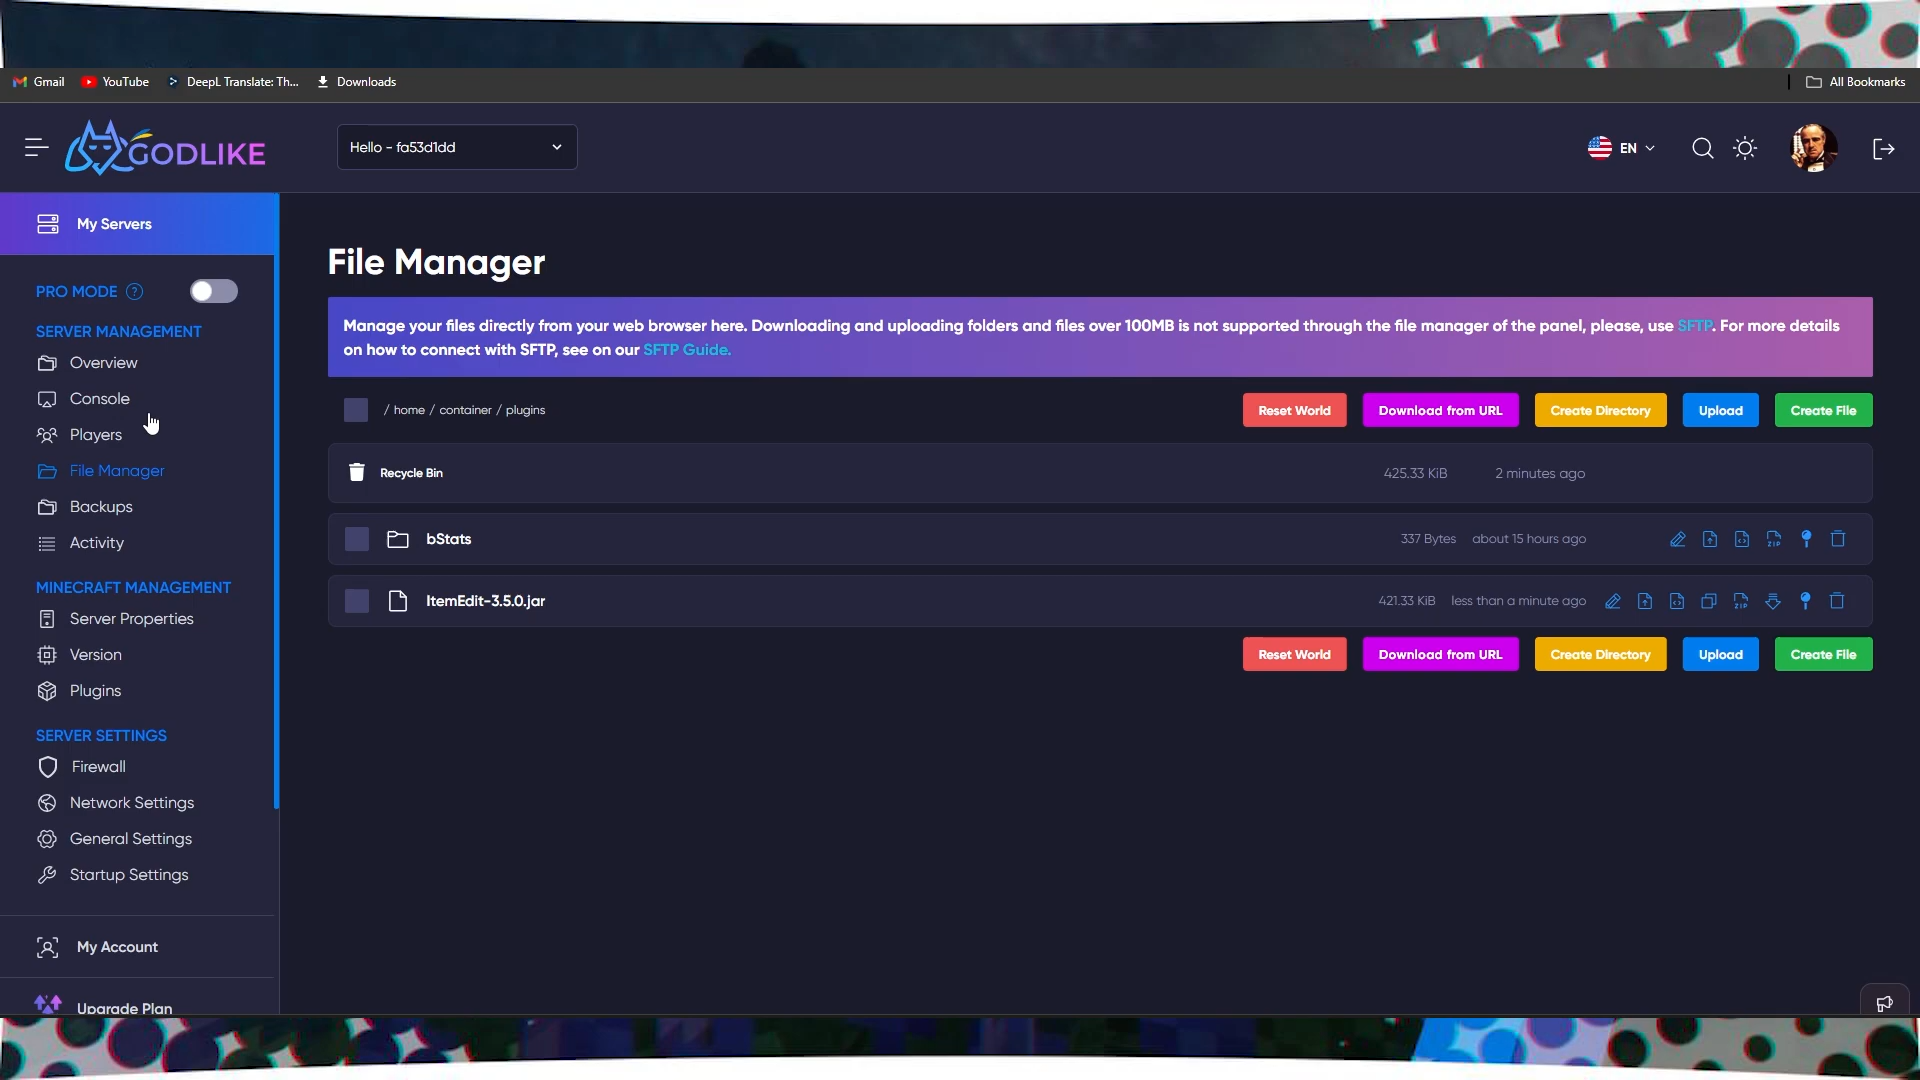 Gmail YouTube DeepL Translate: Th... Downloads All Bookmarks
GODLIKE Hello - fa53d1dd EN
My Servers
PRO MODE ?
SERVER MANAGEMENT
Overview
Console
Players
File Manager
Backups
Activity
MINECRAFT MANAGEMENT
Server Properties
Version
Plugins
SERVER SETTINGS
Firewall
Network Settings
General Settings
Startup Settings
My Account
Upgrade Plan
File Manager
Manage your files directly from your web browser here. Downloading and uploading folders and files over 100MB is not supported through the file manager of the panel, please, use SFTP. For more details
on how to connect with SFTP, see on our SFTP Guide.
/ home / container / plugins Reset World Download from URL Create Directory Upload Create File
Recycle Bin 425.33 KiB 2 minutes ago
bStats 337 Bytes about 15 hours ago
ItemEdit-3.5.0.jar 421.33 KiB less than a minute ago
Reset World Download from URL Create Directory Upload Create File